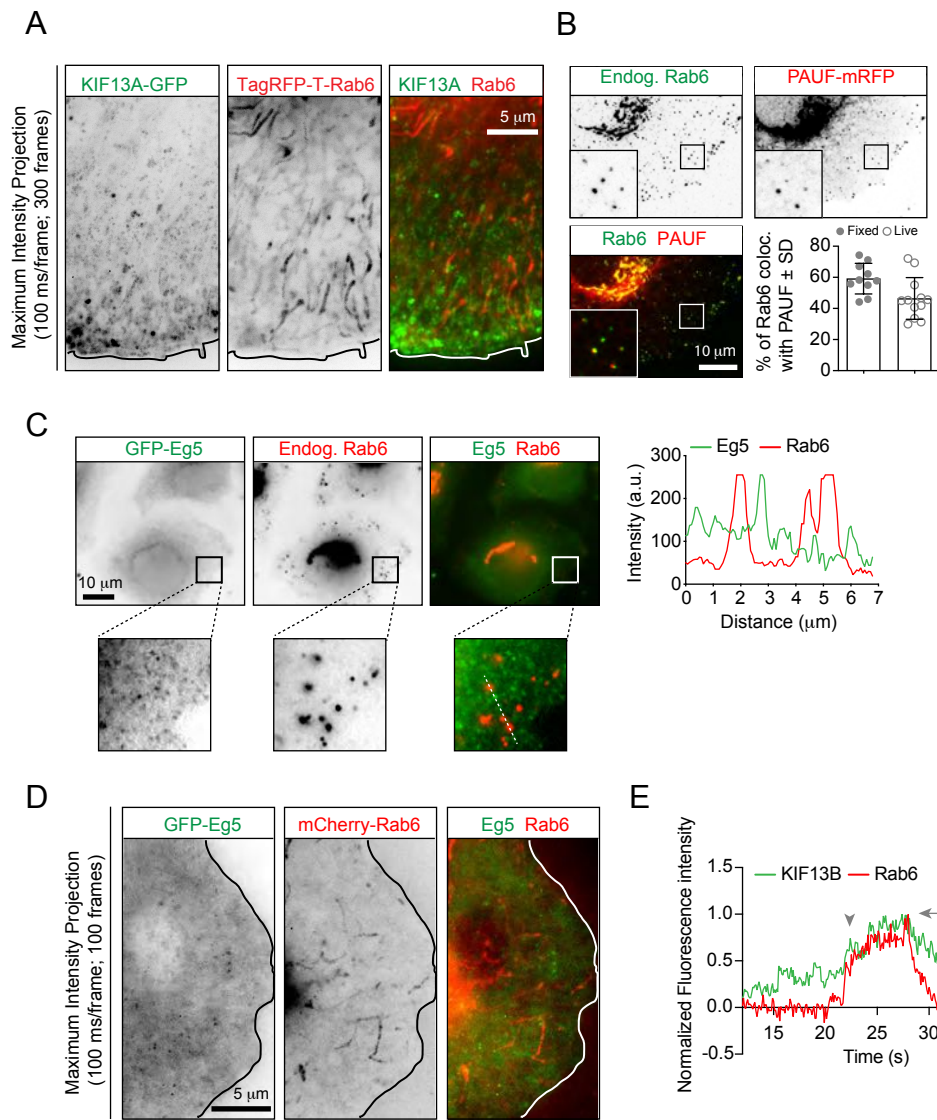 A
KIF13A-GFP
TagRFP-T-Rab6
KIF13A Rab6
5 μm
Maximum Intensity Projection
(100 ms/frame; 300 frames)
B
Endog. Rab6
PAUF-mRFP
Rab6 PAUF
10 μm
Fixed Live
% of Rab6 coloc.
with PAUF ± SD
80
60
40
20
0
C
GFP-Eg5
Endog. Rab6
Eg5 Rab6
10 μm
Eg5 Rab6
Intensity (a.u.)
300
200
100
0
0 1 2 3 4 5 6 7
Distance (μm)
D
GFP-Eg5
mCherry-Rab6
Eg5 Rab6
Maximum Intensity Projection
(100 ms/frame; 100 frames)
5 μm
E
KIF13B Rab6
Normalized Fluorescence intensity
1.5
1.0
0.5
0.0
-0.5
15 20 25 30
Time (s)